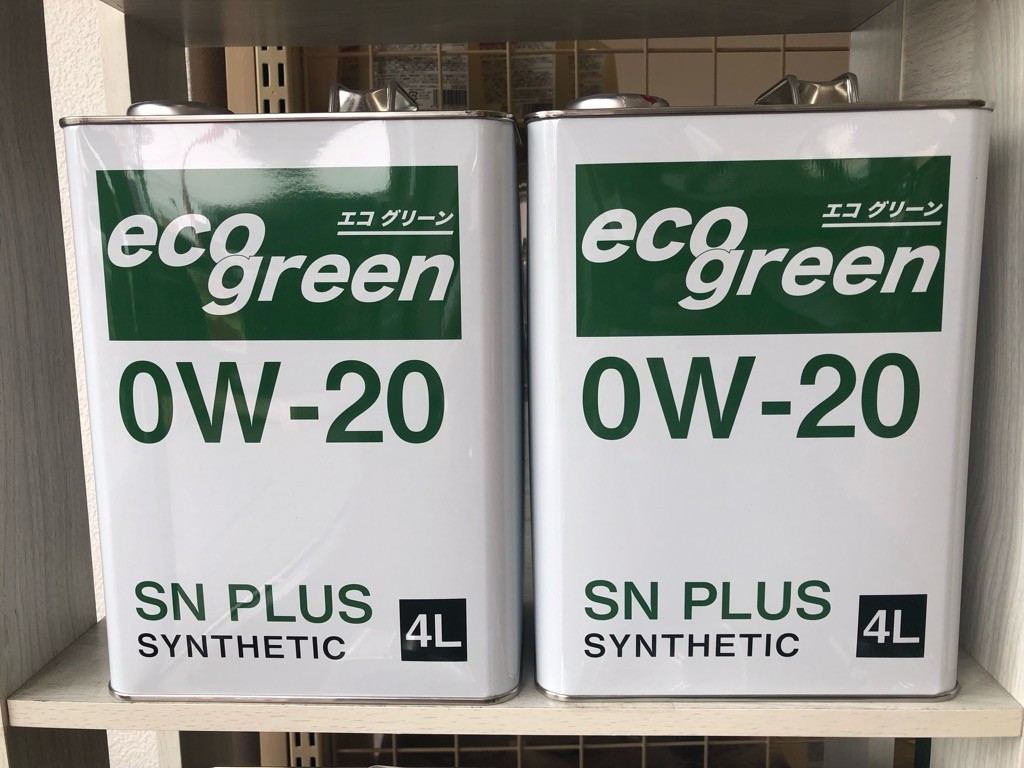 エコ グリーン
eco
green
0W-20
SN PLUS
SYNTHETIC
4L
エコ グリーン
eco
green
0W-20
SN PLUS
SYNTHETIC
4L